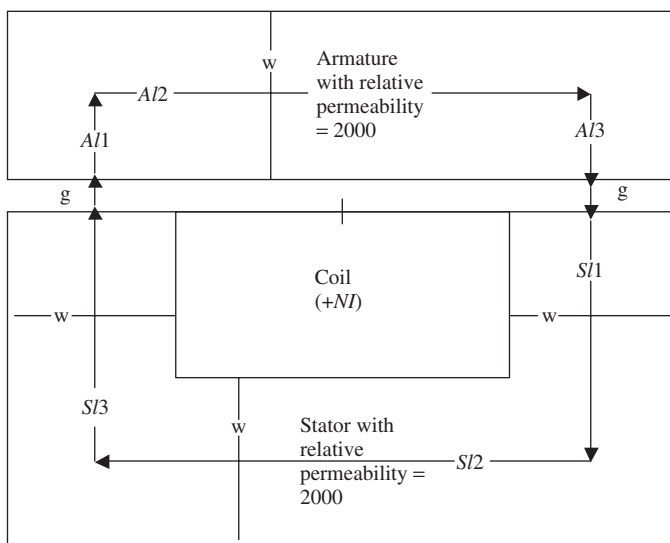 w
Armature
with relative
permeability
= 2000
Al2
Al1
Al3
g
g
Coil
(+NI)
Sl1
w
w
Sl3
w
Stator with
relative
permeability =
2000
Sl2